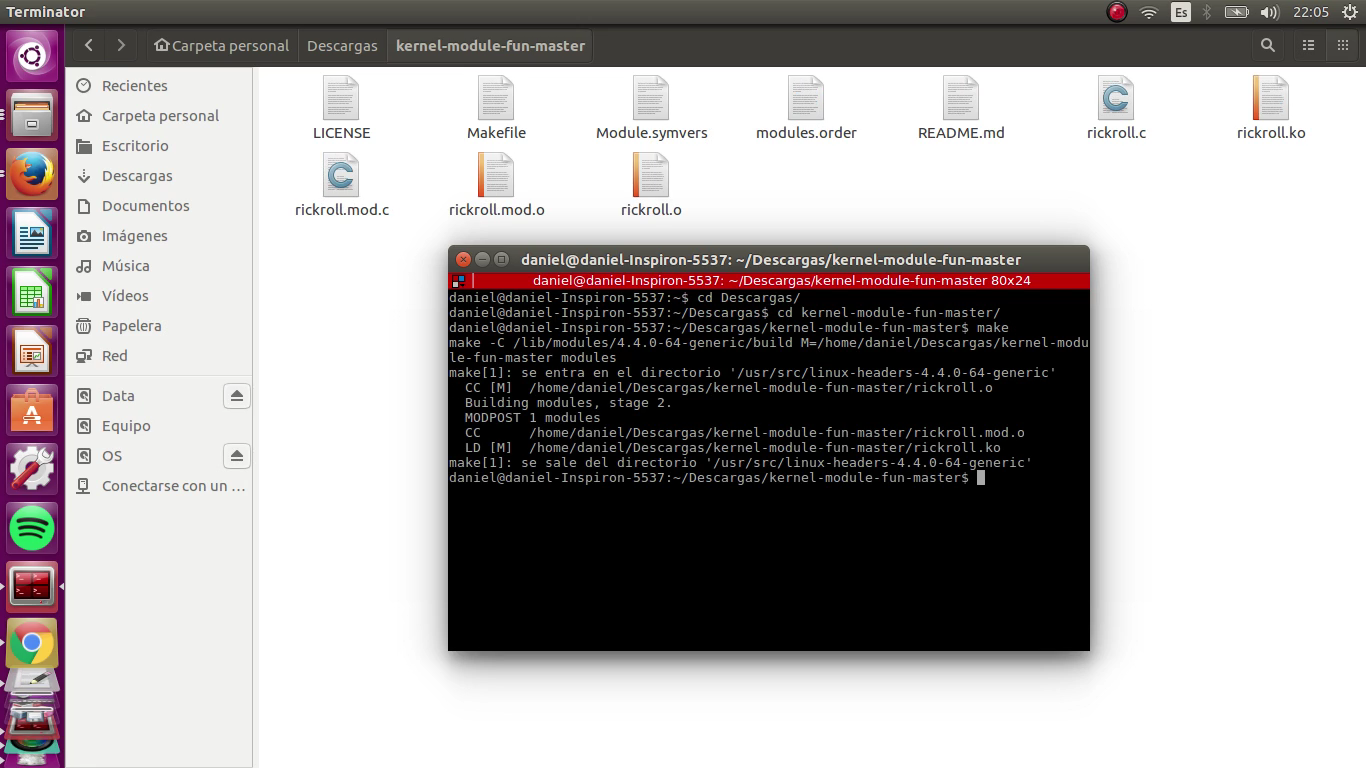 Terminator
Es
22:05
Carpeta personal
Descargas
kernel-module-fun-master
Recientes
Carpeta personal
Escritorio
Descargas
Documentos
Imágenes
Música
Vídeos
Papelera
Red
Data
Equipo
OS
Conectarse con un ...
LICENSE
Makefile
Module.symvers
modules.order
README.md
rickroll.c
rickroll.ko
rickroll.mod.c
rickroll.mod.o
rickroll.o
daniel@daniel-Inspiron-5537: ~/Descargas/kernel-module-fun-master
daniel@daniel-Inspiron-5537: ~/Descargas/kernel-module-fun-master 80x24
daniel@daniel-Inspiron-5537:~$ cd Descargas/
daniel@daniel-Inspiron-5537:~/Descargas$ cd kernel-module-fun-master/
daniel@daniel-Inspiron-5537:~/Descargas/kernel-module-fun-master$ make
make -C /lib/modules/4.4.0-64-generic/build M=/home/daniel/Descargas/kernel-modu
le-fun-master modules
make[1]: se entra en el directorio '/usr/src/linux-headers-4.4.0-64-generic'
CC [M]  /home/daniel/Descargas/kernel-module-fun-master/rickroll.o
Building modules, stage 2.
MODPOST 1 modules
CC      /home/daniel/Descargas/kernel-module-fun-master/rickroll.mod.o
LD [M]  /home/daniel/Descargas/kernel-module-fun-master/rickroll.ko
make[1]: se sale del directorio '/usr/src/linux-headers-4.4.0-64-generic'
daniel@daniel-Inspiron-5537:~/Descargas/kernel-module-fun-master$